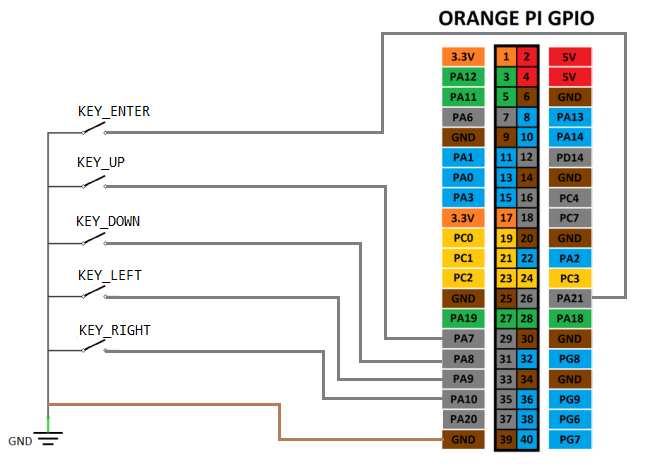 ORANGE PI GPIO
3.3V 1 2 5V
PA12 3 4 5V
PA11 5 6 GND
KEY_ENTER
PA6 7 8 PA13
GND 9 10 PA14
KEY_UP
PA1 11 12 PD14
PA0 13 14 GND
PA3 15 16 PC4
KEY_DOWN
3.3V 17 18 PC7
PC0 19 20 GND
PC1 21 22 PA2
KEY_LEFT
PC2 23 24 PC3
GND 25 26 PA21
PA19 27 28 PA18
KEY_RIGHT
PA7 29 30 GND
PA8 31 32 PG8
PA9 33 34 GND
PA10 35 36 PG9
PA20 37 38 PG6
GND
GND 39 40 PG7